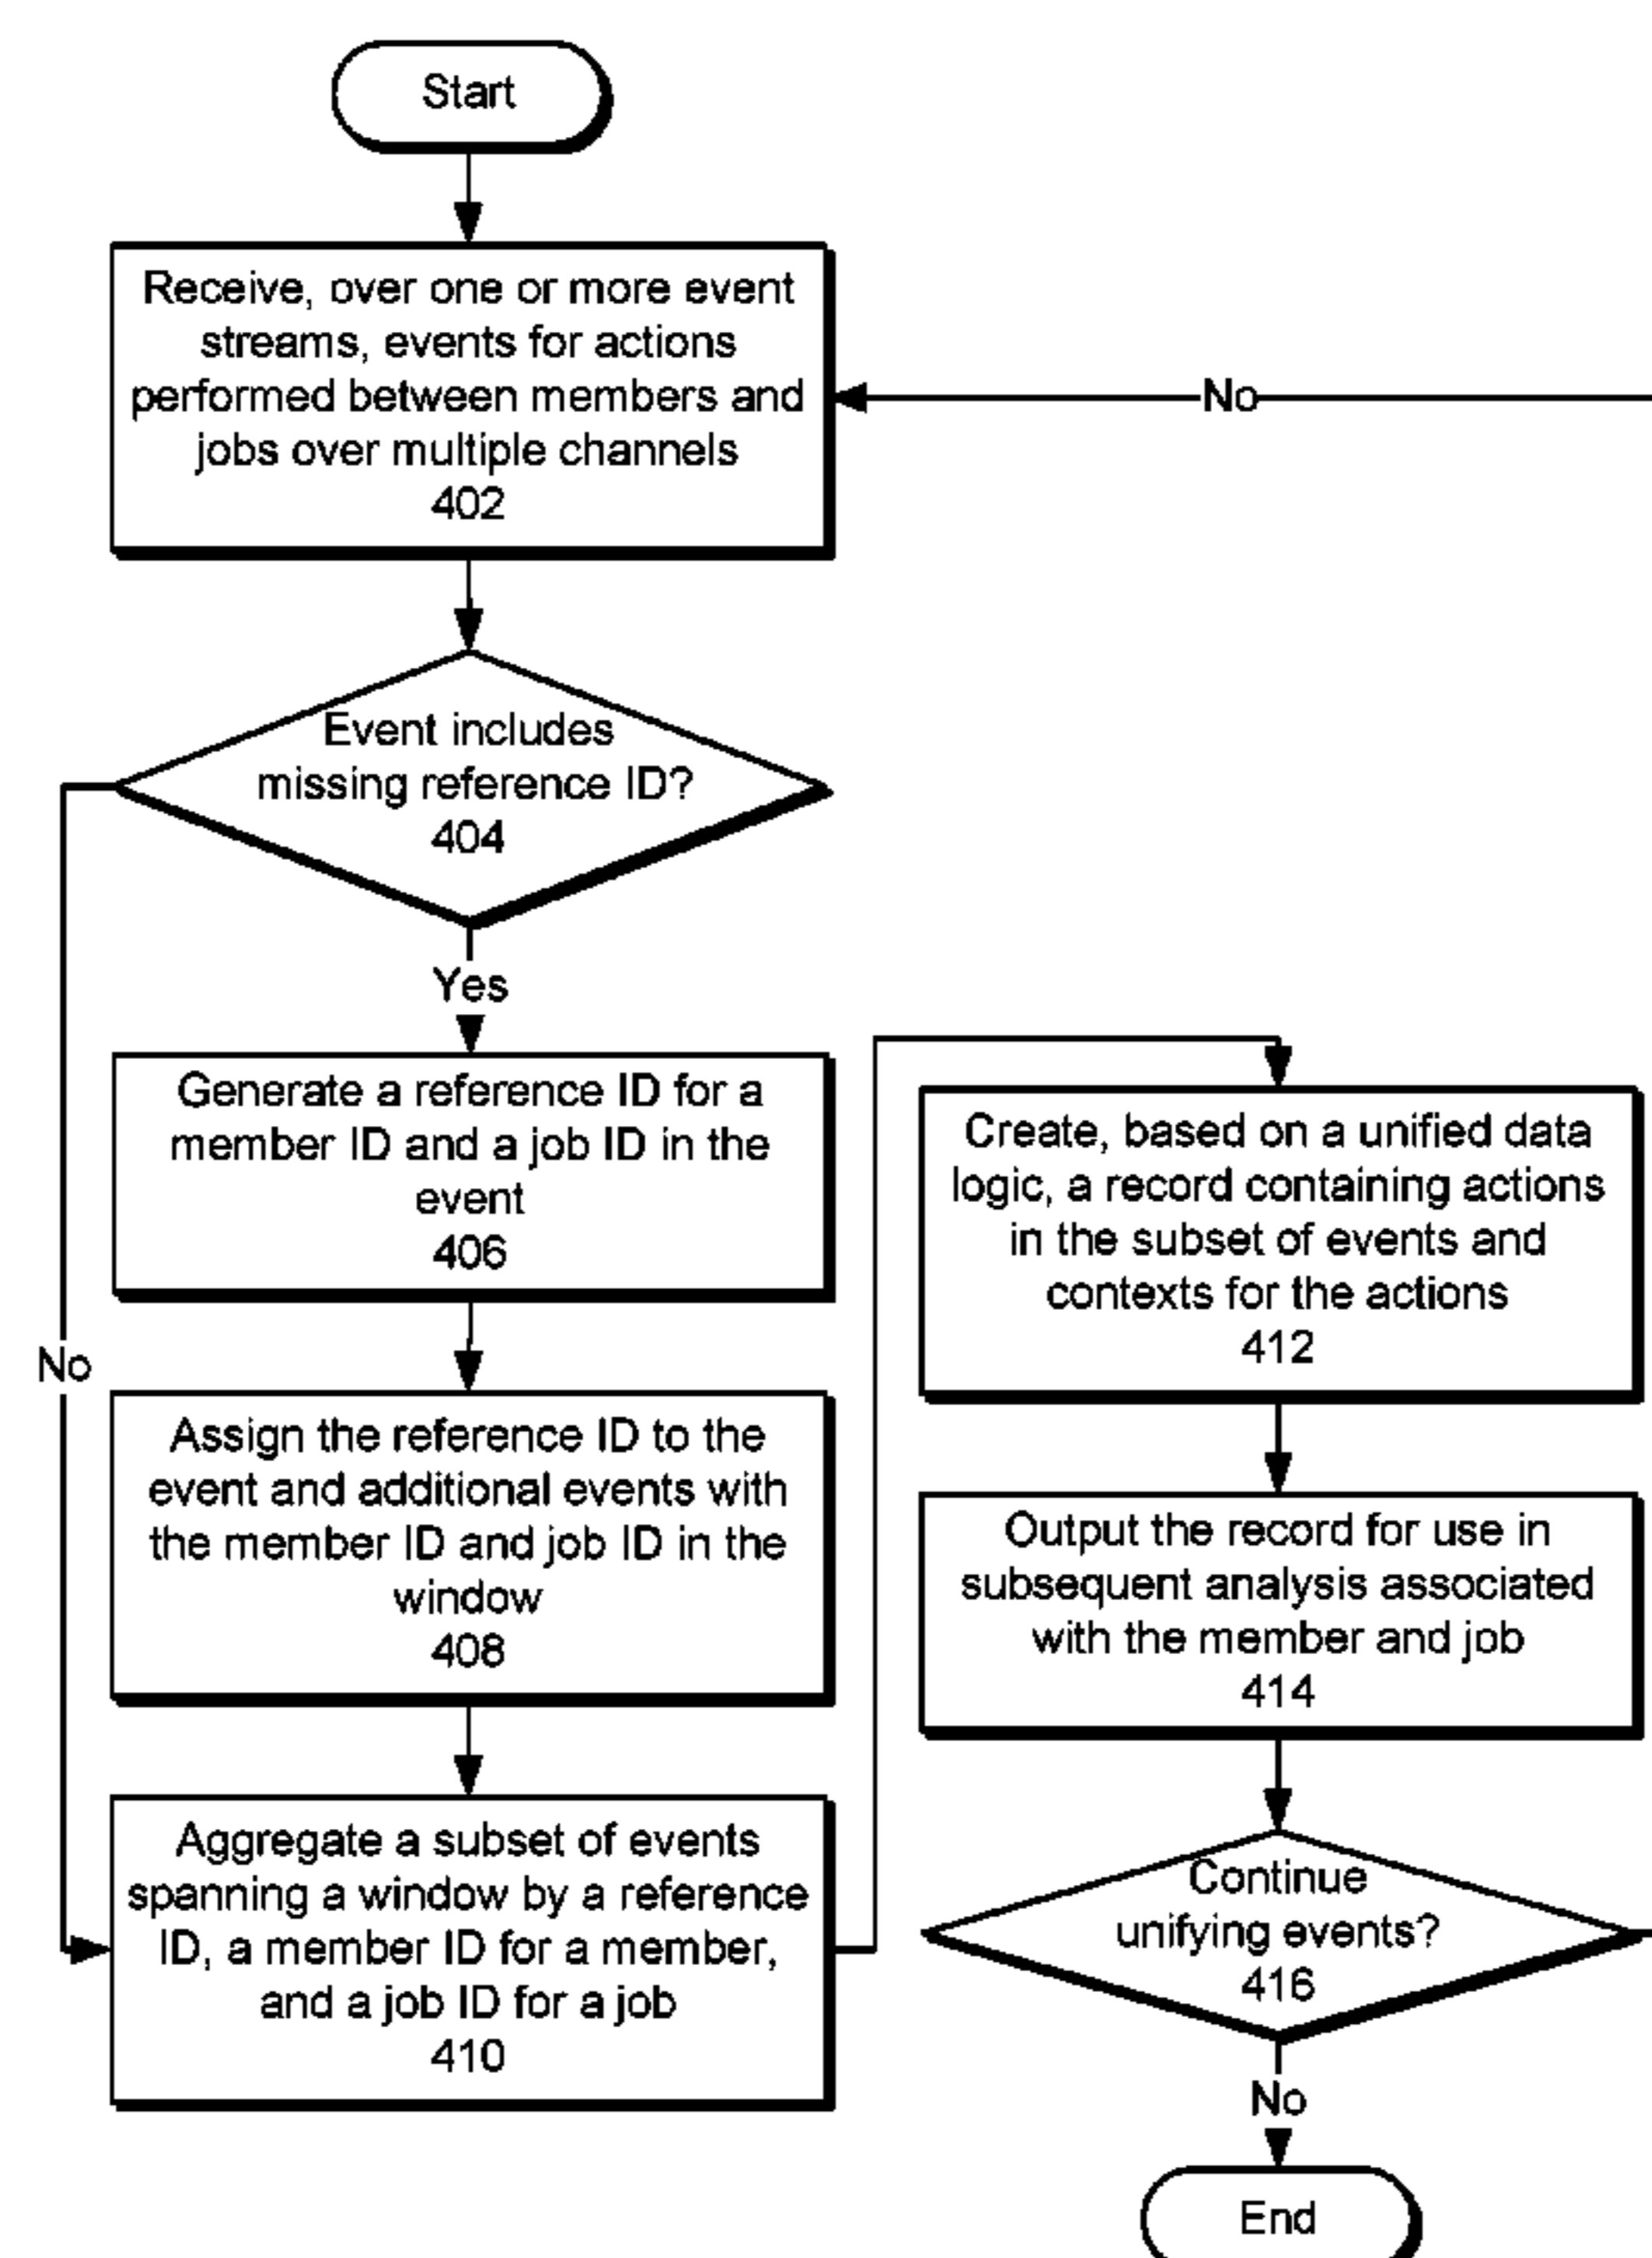 Start
Receive, over one or more event
streams, events for actions
performed between members and
jobs over multiple channels
402
No
Event includes
missing reference ID?
404
Yes
Generate a reference ID for a
member ID and a job ID in the
event
406
No
Assign the reference ID to the
event and additional events with
the member ID and job ID in the
window
408
Aggregate a subset of events
spanning a window by a reference
ID, a member ID for a member,
and a job ID for a job
410
Create, based on a unified data
logic, a record containing actions
in the subset of events and
contexts for the actions
412
Output the record for use in
subsequent analysis associated
with the member and job
414
Continue
unifying events?
416
No
End